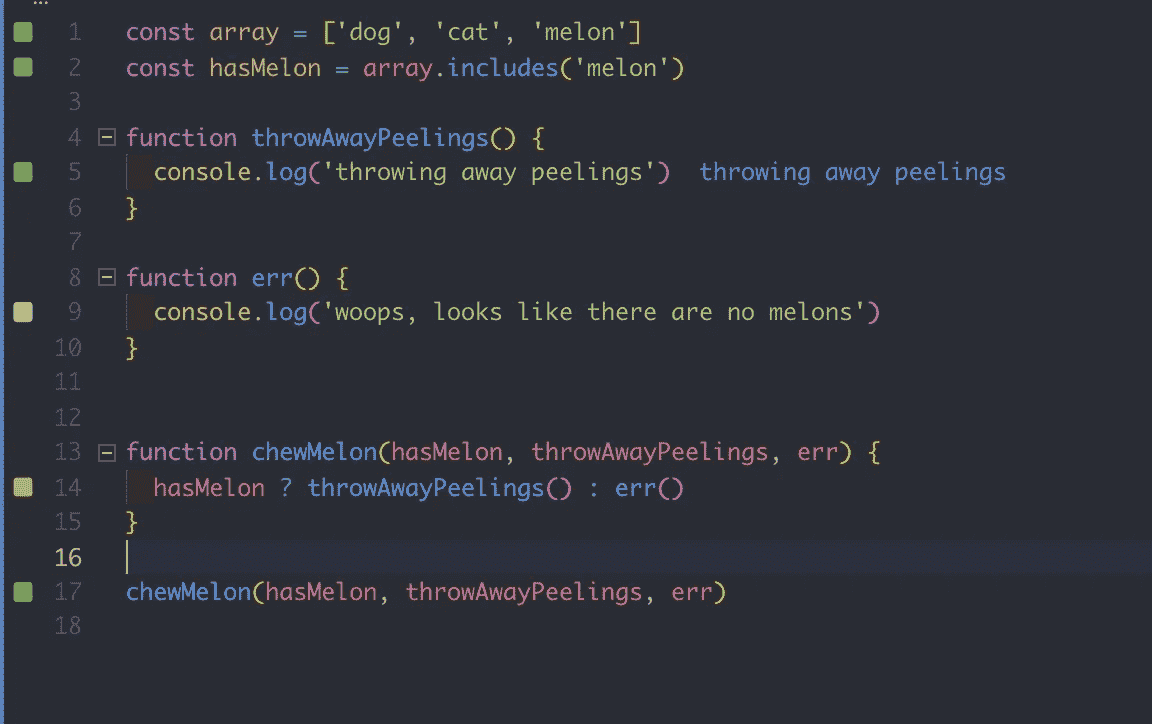 ...
1 const array = ['dog', 'cat', 'melon']
2 const hasMelon = array.includes('melon')
3
4 function throwAwayPeelings() {
5   console.log('throwing away peelings')  throwing away peelings
6 }
7
8 function err() {
9   console.log('woops, looks like there are no melons')
10 }
11
12
13 function chewMelon(hasMelon, throwAwayPeelings, err) {
14   hasMelon ? throwAwayPeelings() : err()
15 }
16
17 chewMelon(hasMelon, throwAwayPeelings, err)
18